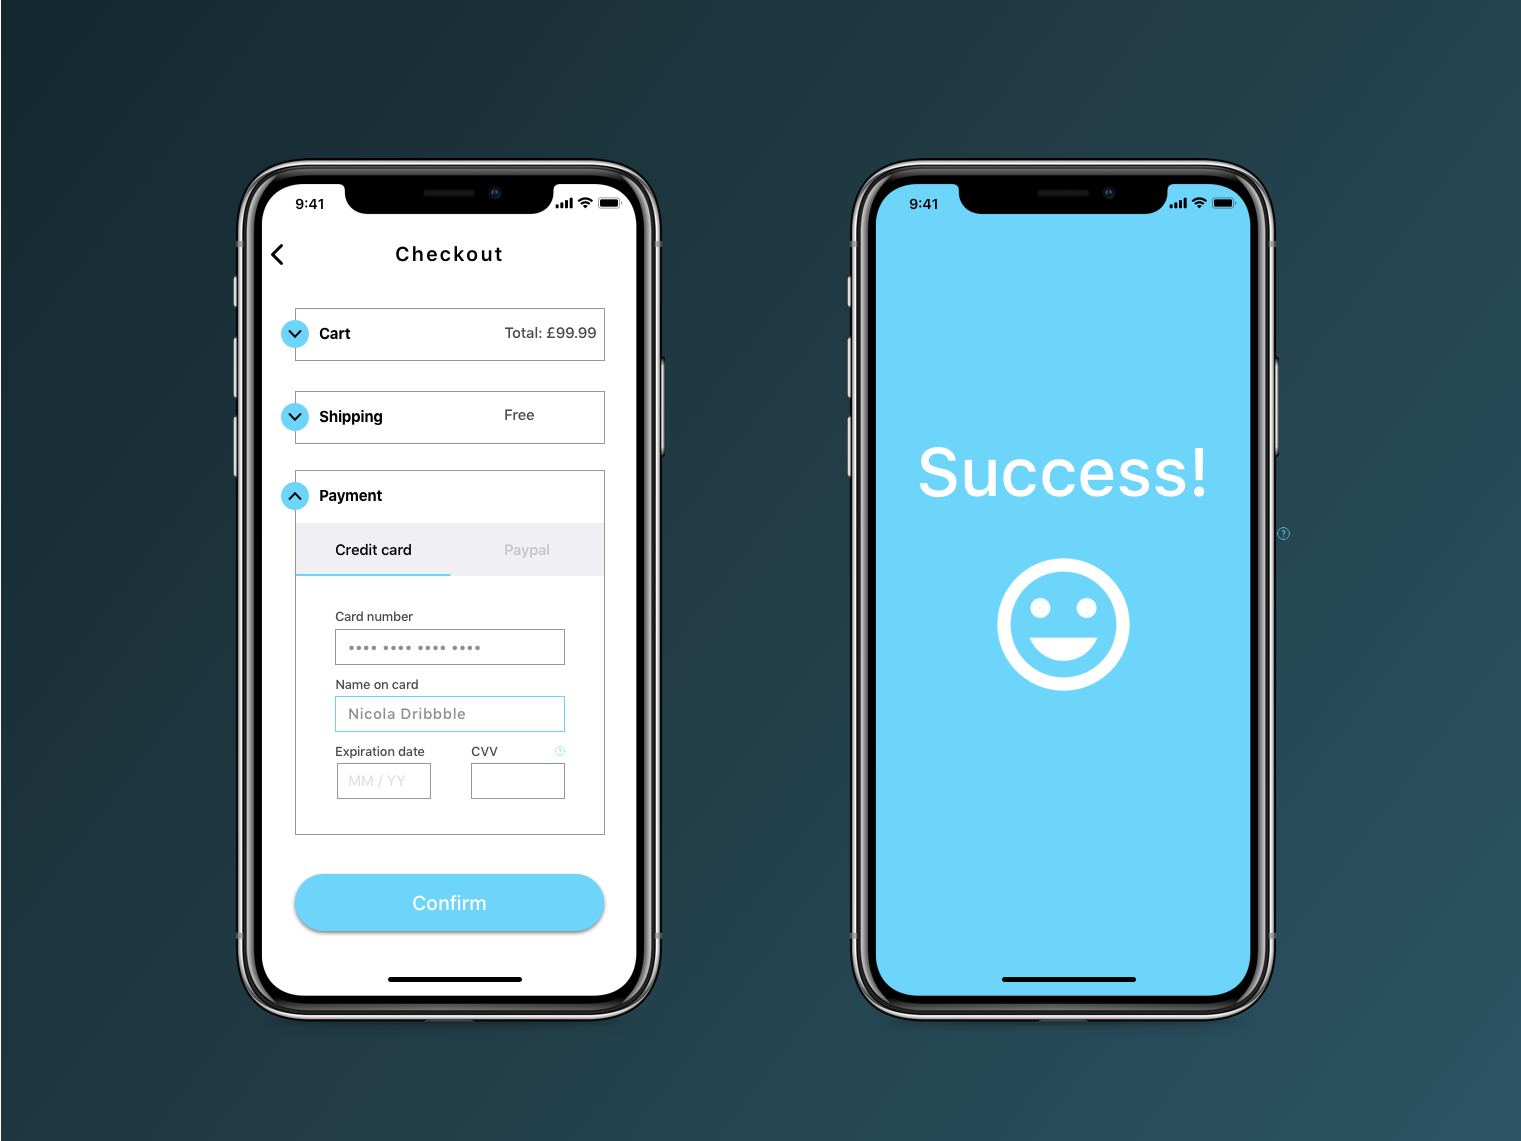 9:41
Checkout
Cart
Total: £99.99
Shipping
Free
Payment
Credit card
Paypal
Card number
•••• •••• •••• ••••
Name on card
Nicola Dribbble
Expiration date
CVV
?
MM / YY
Confirm
9:41
Success!
?